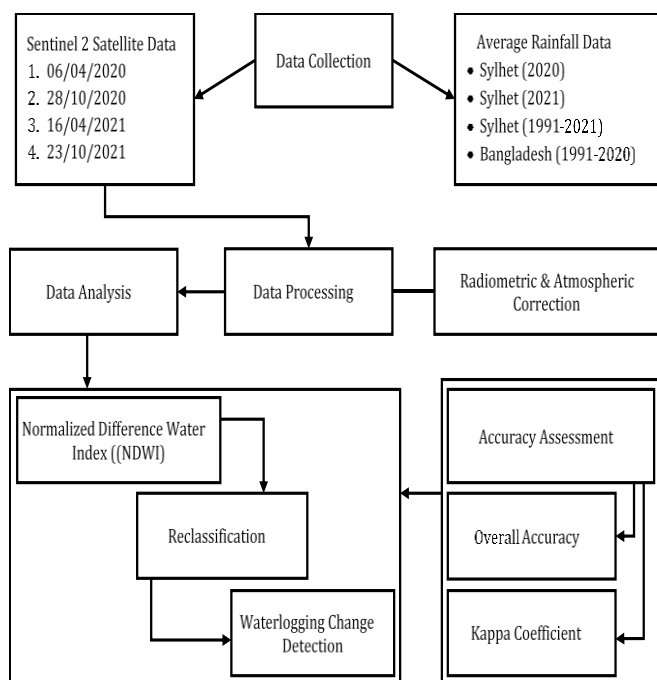 Sentinel 2 Satellite Data
1. 06/04/2020
2. 28/10/2020
3. 16/04/2021
4. 23/10/2021
Data Collection
Average Rainfall Data
• Sylhet (2020)
• Sylhet (2021)
• Sylhet (1991-2021)
• Bangladesh (1991-2020)
Data Analysis
Data Processing
Radiometric & Atmospheric
Correction
Normalized Difference Water
Index ((NDWI)
Reclassification
Waterlogging Change
Detection
Accuracy Assessment
Overall Accuracy
Kappa Coefficient